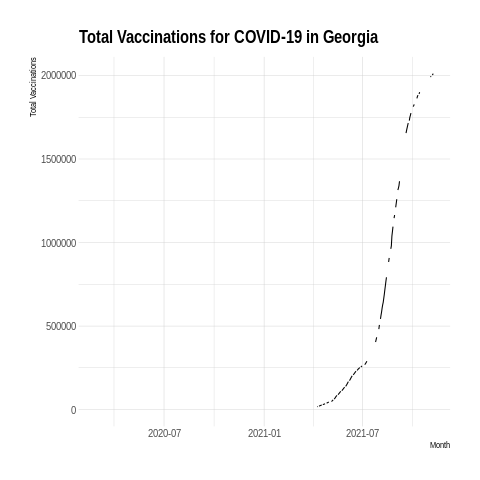 Total Vaccinations for COVID-19 in Georgia
Total Vaccinations
2000000
1500000
1000000
500000
0
2020-07
2021-01
2021-07
Month